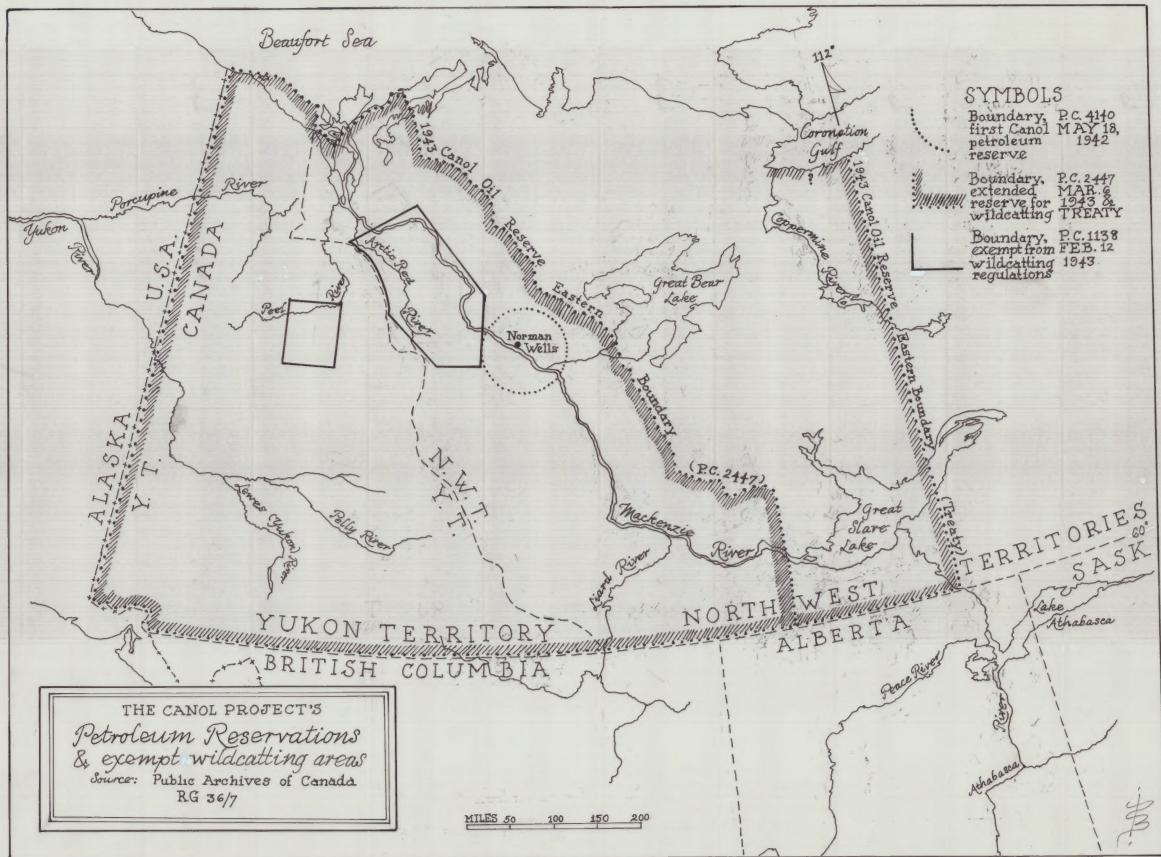 Beaufort Sea
112°
Coronation
Gulf
SYMBOLS
Boundary, P.C. 4140
first Canol MAY 18,
petroleum 1942
reserve
Boundary, P.C. 2447
extended MAR. 6
reserve for 1943 &
wildcatting TREATY
Boundary, P.C. 1138
exempt from FEB. 12
wildcatting 1943
regulations
1943 Canol Oil Reserve Eastern Boundary (P.C. 2447)
1943 Canol Oil Reserve Eastern Boundary (Treaty)
?
Porcupine River
Yukon
River
U.S.A.
CANADA
Arctic Red
River
Peel River
Coppermine River
Great Bear
Lake
Norman
Wells
ALASKA
Y. T.
N.W.T.
Y. T.
Lewes (Yukon) River
Pelly River
Mackenzie River
Great
Slave
Lake
Liard River
YUKON TERRITORY
BRITISH COLUMBIA
NORTH WEST TERRITORIES
60°
ALBERTA
SASK
Lake
Athabasca
Peace River
River
Athabasca
THE CANOL PROJECT'S
Petroleum Reservations
& exempt wildcatting areas
Source: Public Archives of Canada
RG 36/7
MILES 50 100 150 200